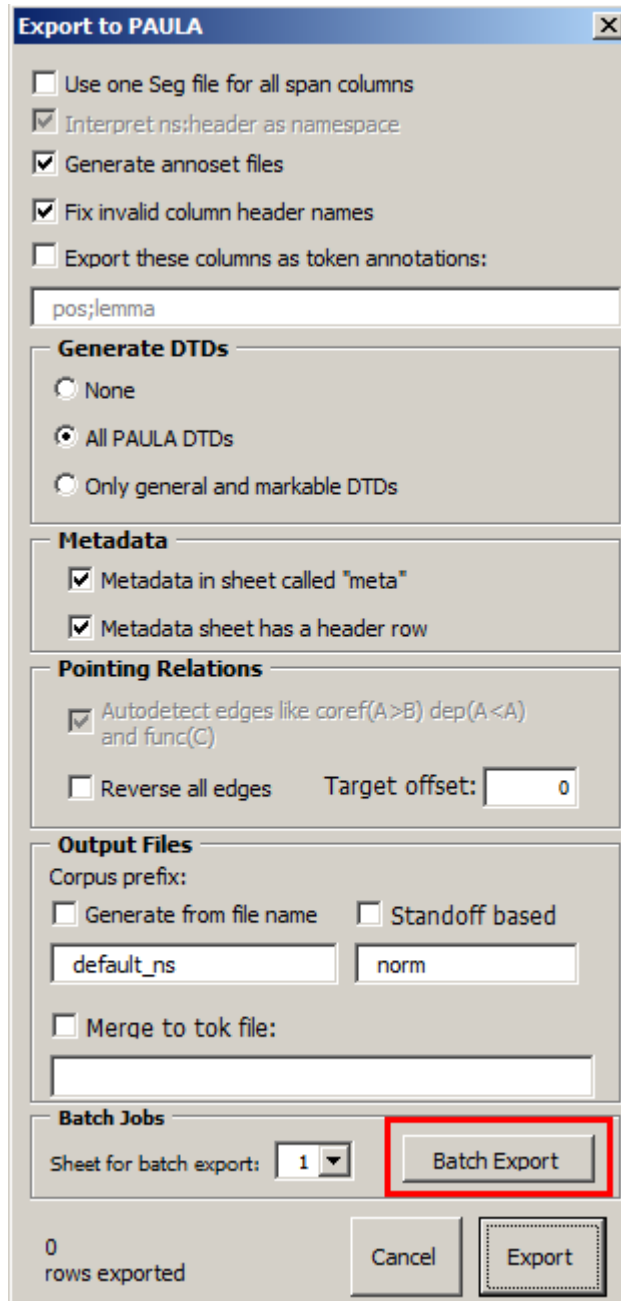 Export to PAULA
Use one Seg file for all span columns
Interpret ns:header as namespace
Generate annoset files
Fix invalid column header names
Export these columns as token annotations:
pos;lemma
Generate DTDs
None
All PAULA DTDs
Only general and markable DTDs
Metadata
Metadata in sheet called "meta"
Metadata sheet has a header row
Pointing Relations
Autodetect edges like coref(A>B) dep(A<A)
and func(C)
Reverse all edges Target offset: 0
Output Files
Corpus prefix:
Generate from file name Standoff based
default_ns norm
Merge to tok file:
Batch Jobs
Sheet for batch export: 1 Batch Export
0
rows exported
Cancel Export